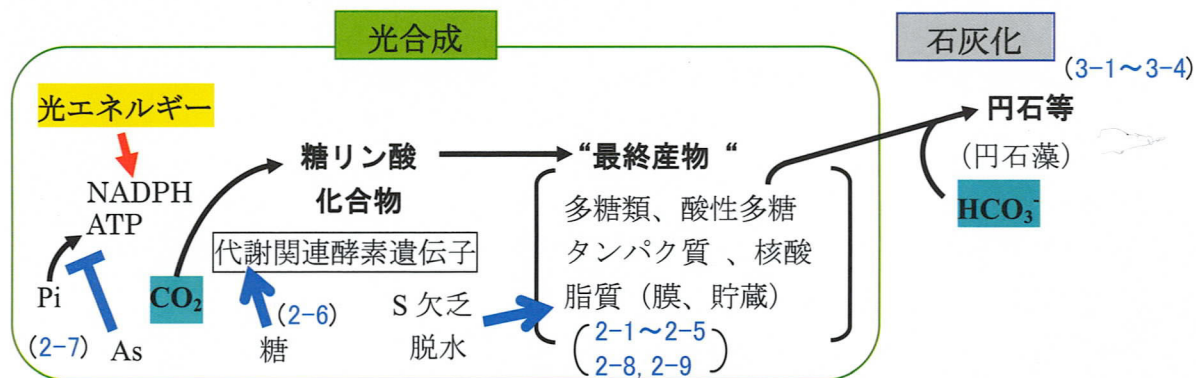 光合成
石灰化
(3-1～3-4)
光エネルギー
円石等
(円石藻)
HCO₃⁻
糖リン酸
化合物
“最終産物“
NADPH
ATP
多糖類、酸性多糖
タンパク質 、核酸
脂質（膜、貯蔵）
代謝関連酵素遺伝子
Pi
CO₂
(2-6)
S 欠乏
脱水
(2-7)
As
糖
2-1～2-5
2-8, 2-9